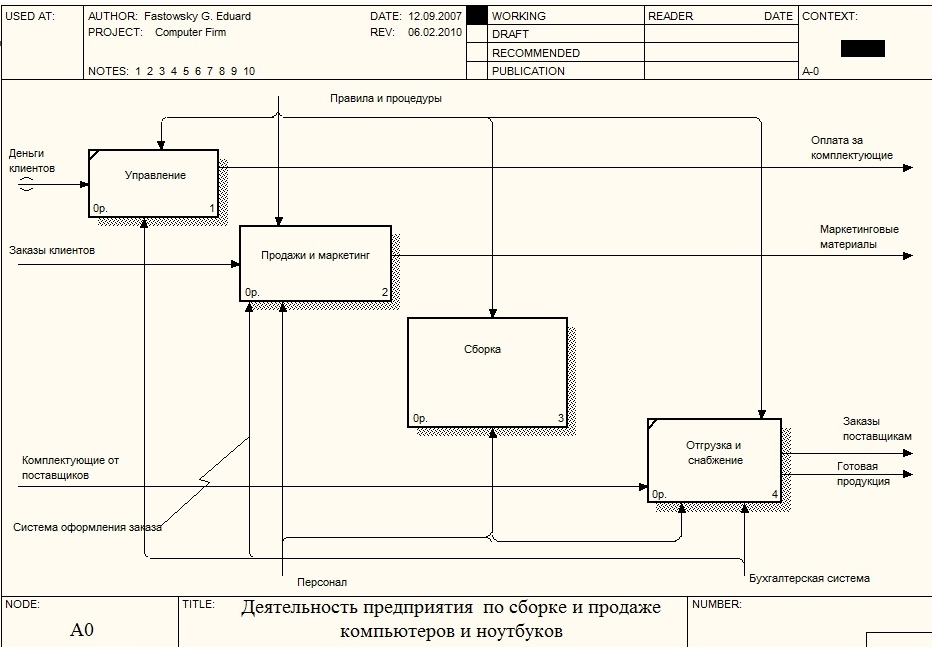 USED AT:
AUTHOR: Fastowsky G. Eduard
DATE: 12.09.2007
WORKING
READER
DATE
CONTEXT:
PROJECT: Computer Firm
REV: 06.02.2010
DRAFT
RECOMMENDED
NOTES: 1 2 3 4 5 6 7 8 9 10
PUBLICATION
A-0
Правила и процедуры
Деньги
клиентов
Оплата за
комплектующие
Управление
0р.
1
Маркетинговые
материалы
Заказы клиентов
Продажи и маркетинг
0р.
2
Сборка
0р.
3
Заказы
поставщикам
Отгрузка и
снабжение
0р.
4
Готовая
продукция
Комплектующие от
поставщиков
Система оформления заказа
Персонал
Бухгалтерская система
NODE:
A0
TITLE:
Деятельность предприятия по сборке и продаже
компьютеров и ноутбуков
NUMBER: